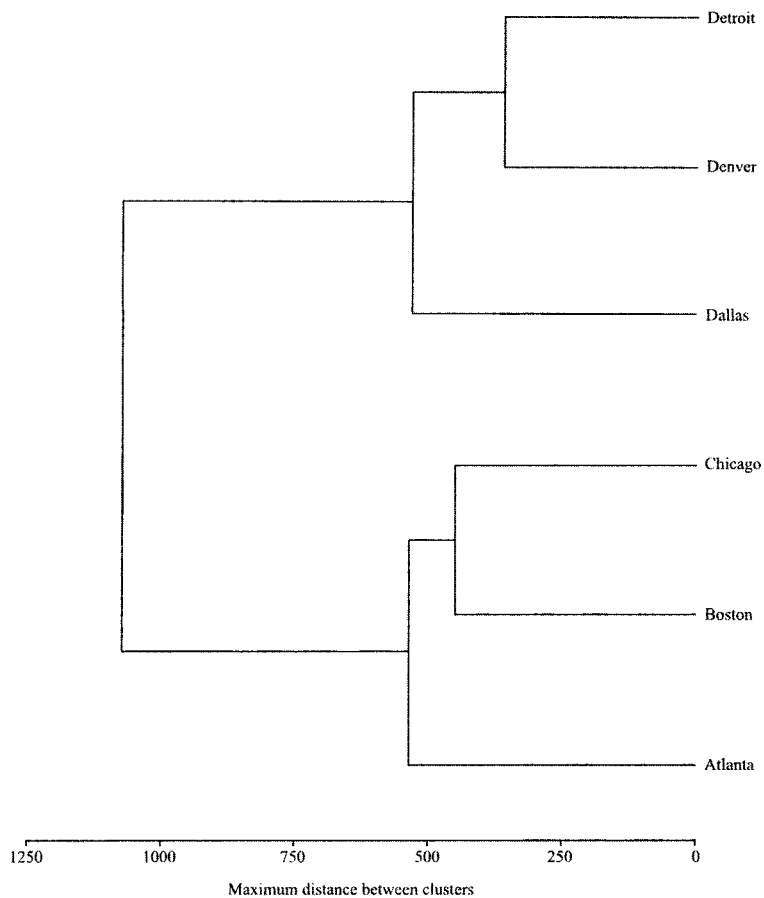 Detroit
Denver
Dallas
Chicago
Boston
Atlanta
1250 1000 750 500 250 0
Maximum distance between clusters